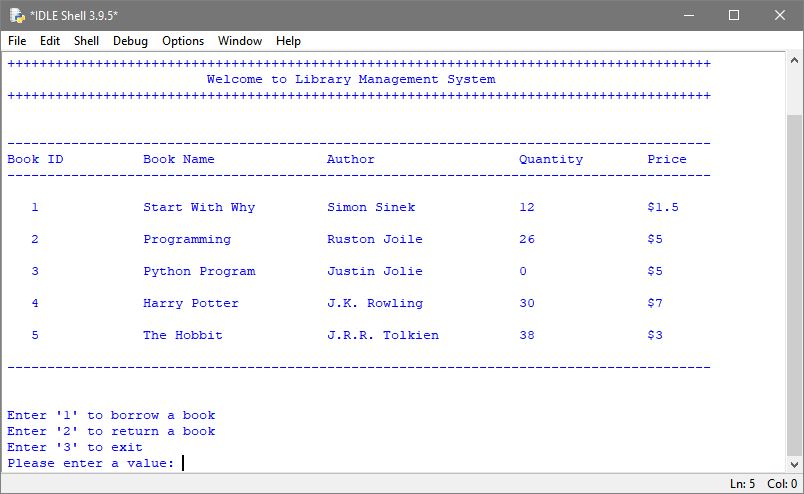 *IDLE Shell 3.9.5*
File Edit Shell Debug Options Window Help
++++++++++++++++++++++++++++++++++++++++++++++++++++++++++++++++++++++++++++++++++++++++
Welcome to Library Management System
++++++++++++++++++++++++++++++++++++++++++++++++++++++++++++++++++++++++++++++++++++++++
----------------------------------------------------------------------------------------
Book ID Book Name Author Quantity Price
----------------------------------------------------------------------------------------
1 Start With Why Simon Sinek 12 $1.5
2 Programming Ruston Joile 26 $5
3 Python Program Justin Jolie 0 $5
4 Harry Potter J.K. Rowling 30 $7
5 The Hobbit J.R.R. Tolkien 38 $3
----------------------------------------------------------------------------------------
Enter '1' to borrow a book
Enter '2' to return a book
Enter '3' to exit
Please enter a value:
Ln: 5 Col: 0